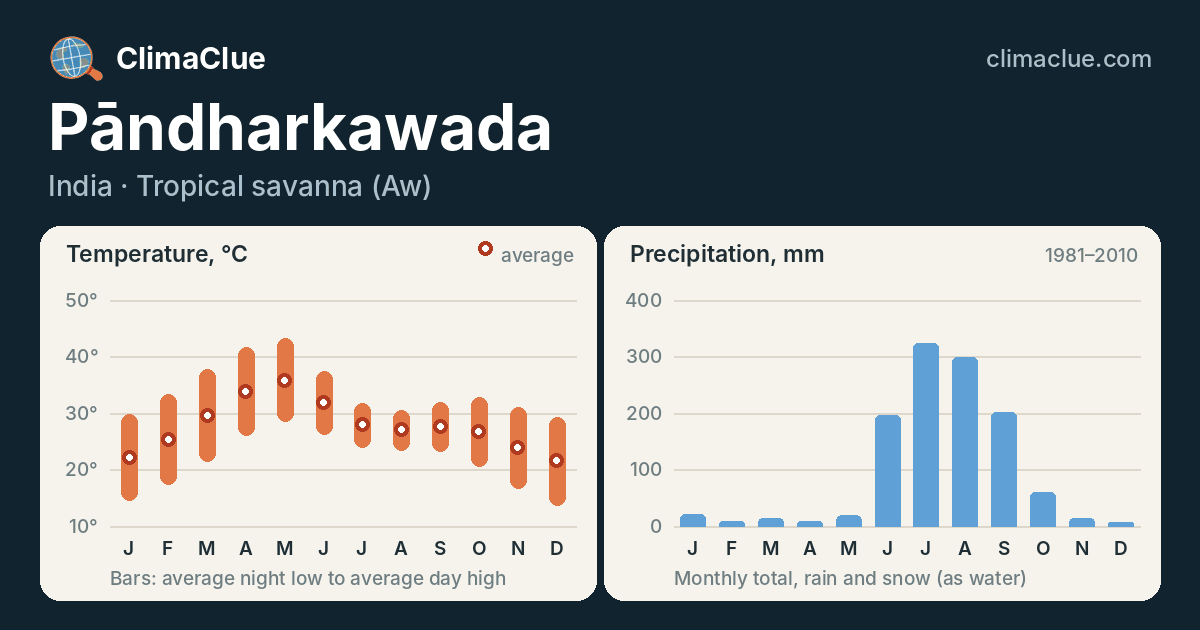 ClimaClue
climaclue.com
Pāndharkawada
India · Tropical savanna (Aw)
Temperature, °C
average
50°
40°
30°
20°
10°
J F M A M J J A S O N D
Bars: average night low to average day high
Precipitation, mm
1981–2010
400
300
200
100
0
J F M A M J J A S O N D
Monthly total, rain and snow (as water)